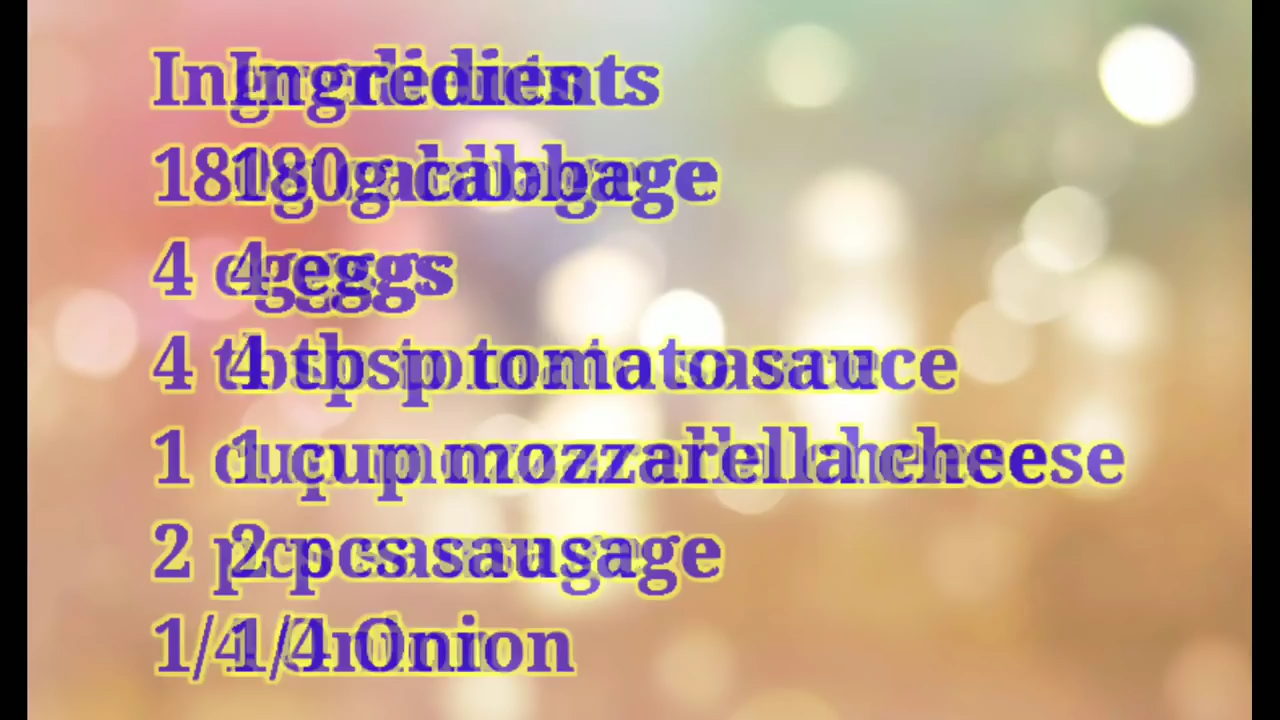 Ingredients
180g cabbage
4 eggs
4 tbsp tomato sauce
1 cup mozzarella cheese
2 pcs sausage
1/4 Onion